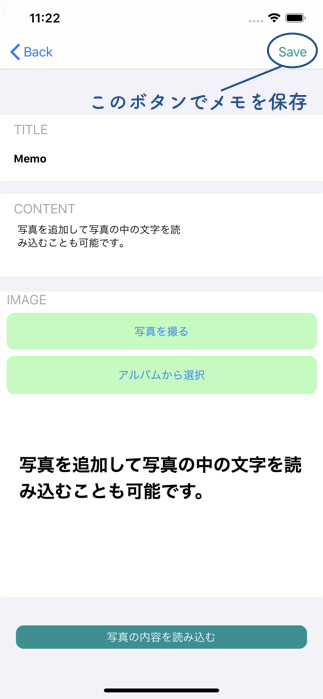 11:22
Back
Save
このボタンでメモを保存
TITLE
Memo
CONTENT
写真を追加して写真の中の文字を読
み込むことも可能です。
IMAGE
写真を撮る
アルバムから選択
写真を追加して写真の中の文字を読
み込むことも可能です。
写真の内容を読み込む